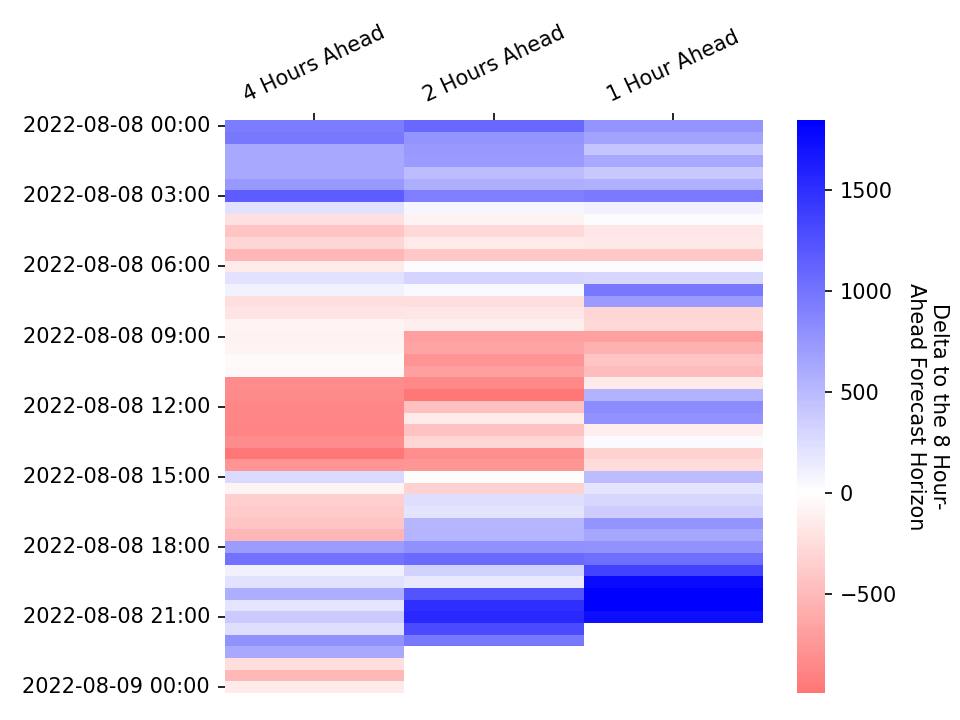 4 Hours Ahead
2 Hours Ahead
1 Hour Ahead
2022-08-08 00:00
2022-08-08 03:00
2022-08-08 06:00
2022-08-08 09:00
2022-08-08 12:00
2022-08-08 15:00
2022-08-08 18:00
2022-08-08 21:00
2022-08-09 00:00
1500
1000
500
0
−500
Delta to the 8 Hour-
Ahead Forecast Horizon